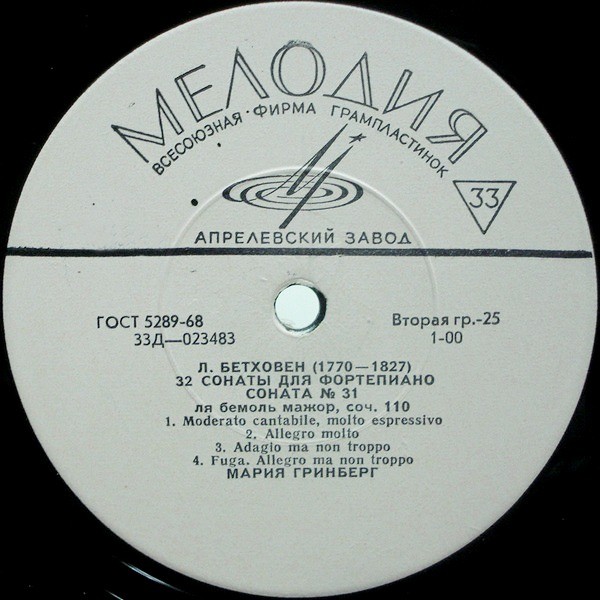 МЕЛОДИЯ
ВСЕСОЮЗНАЯ · ФИРМА ГРАМПЛАСТИНОК
33
АПРЕЛЕВСКИЙ ЗАВОД
ГОСТ 5289-68
Вторая гр.-25
33Д—023483
1-00
Л. БЕТХОВЕН (1770—1827)
32 СОНАТЫ ДЛЯ ФОРТЕПИАНО
СОНАТА № 31
ля бемоль мажор, соч. 110
1. Moderato cantabile, molto espressivo
2. Allegro molto
3. Adagio ma non troppo
4. Fuga. Allegro ma non troppo
МАРИЯ ГРИНБЕРГ